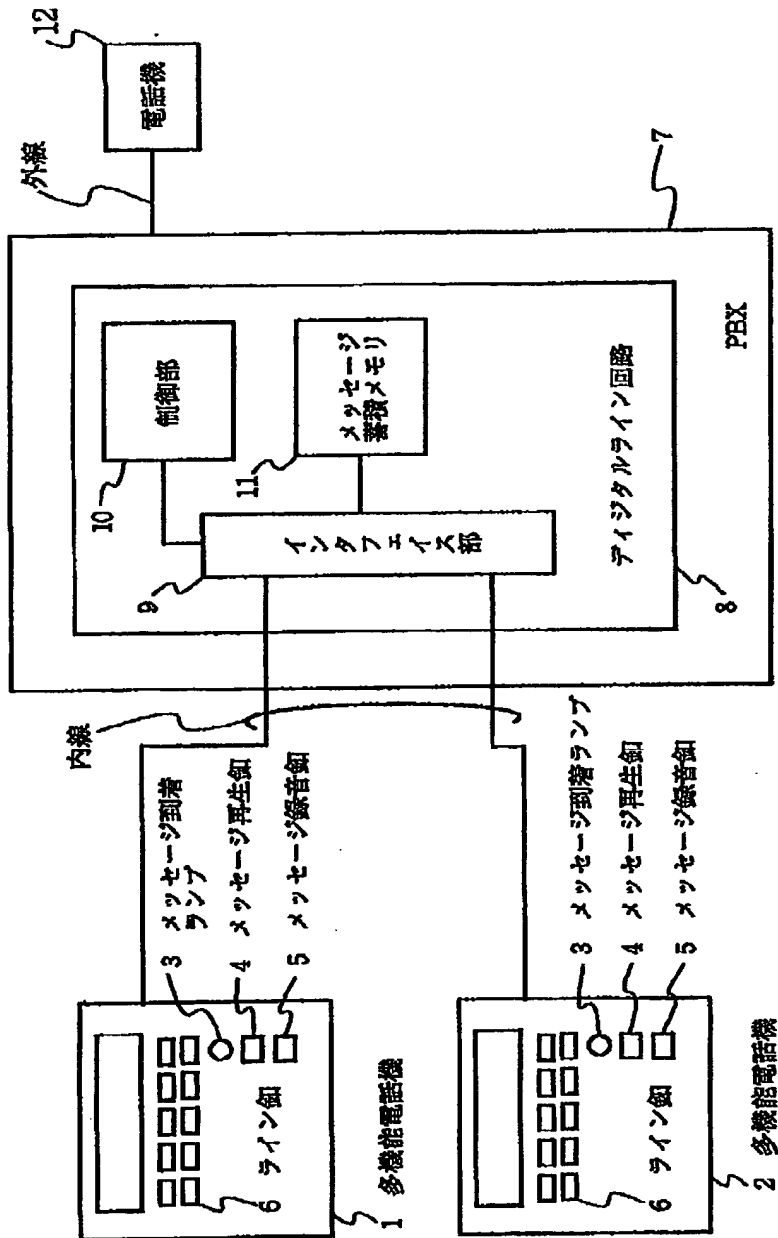 12
電話機
外線
7
制御部
10
メッセージ
蓄積メモリ
11
インタフェイス部
9
ディジタルライン回路
8
PBX
内線
3 メッセージ到着
ランプ
4 メッセージ再生釦
5 メッセージ録音釦
6 ライン釦
1 多機能電話機
3 メッセージ到着ランプ
4 メッセージ再生釦
5 メッセージ録音釦
6 ライン釦
2 多機能電話機